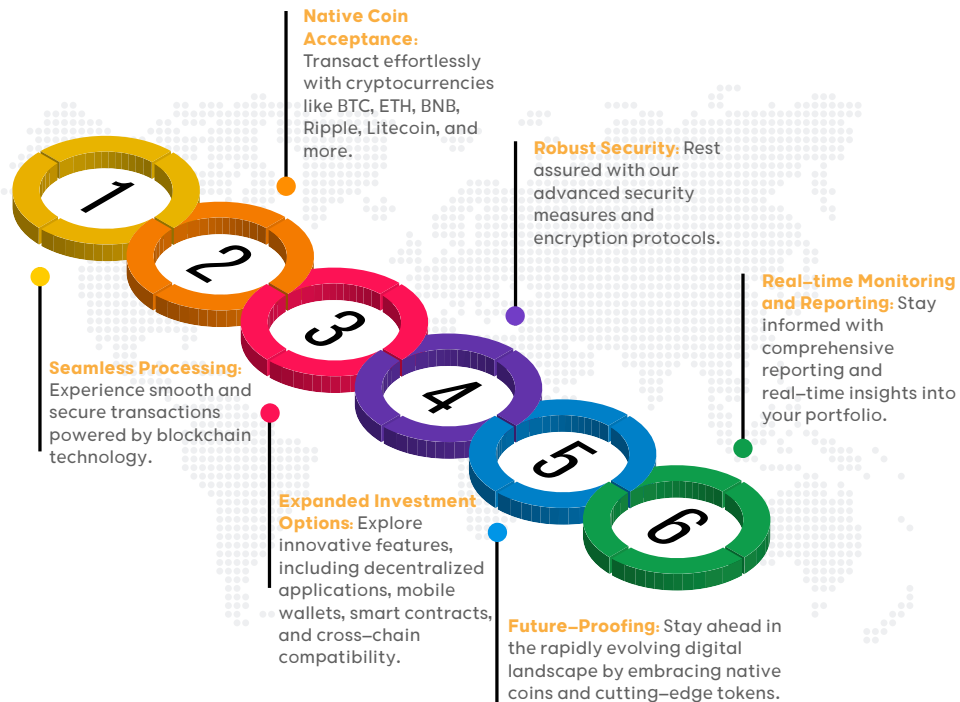 1
Seamless Processing:
Experience smooth and
secure transactions
powered by blockchain
technology.
2
Native Coin
Acceptance:
Transact effortlessly
with cryptocurrencies
like BTC, ETH, BNB,
Ripple, Litecoin, and
more.
3
Expanded Investment
Options: Explore
innovative features,
including decentralized
applications, mobile
wallets, smart contracts,
and cross-chain
compatibility.
4
Robust Security: Rest
assured with our
advanced security
measures and
encryption protocols.
5
Future-Proofing: Stay ahead in
the rapidly evolving digital
landscape by embracing native
coins and cutting-edge tokens.
6
Real-time Monitoring
and Reporting: Stay
informed with
comprehensive
reporting and
real-time insights into
your portfolio.